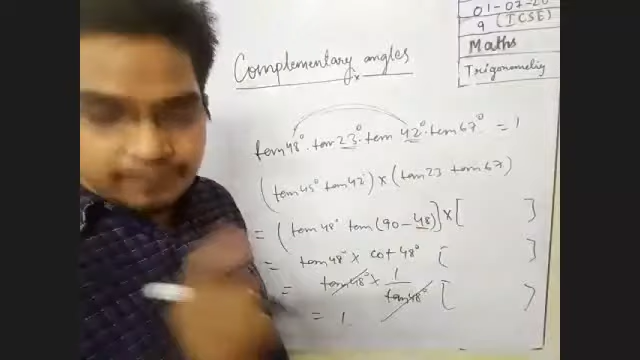 01-07-20
9 (ICSE)
Maths
Trigonometry
Complementary angles
tan48°. tan 23°. tan 42°. tan 67° = 1
(tan 48° tan 42°) × (tan 23 tan 67)
= (tan 48° tan (90 - 48)) × [ ]
= tan 48° × cot 48° [ ]
= tan 48° × 1/tan 48° [ ]
= 1